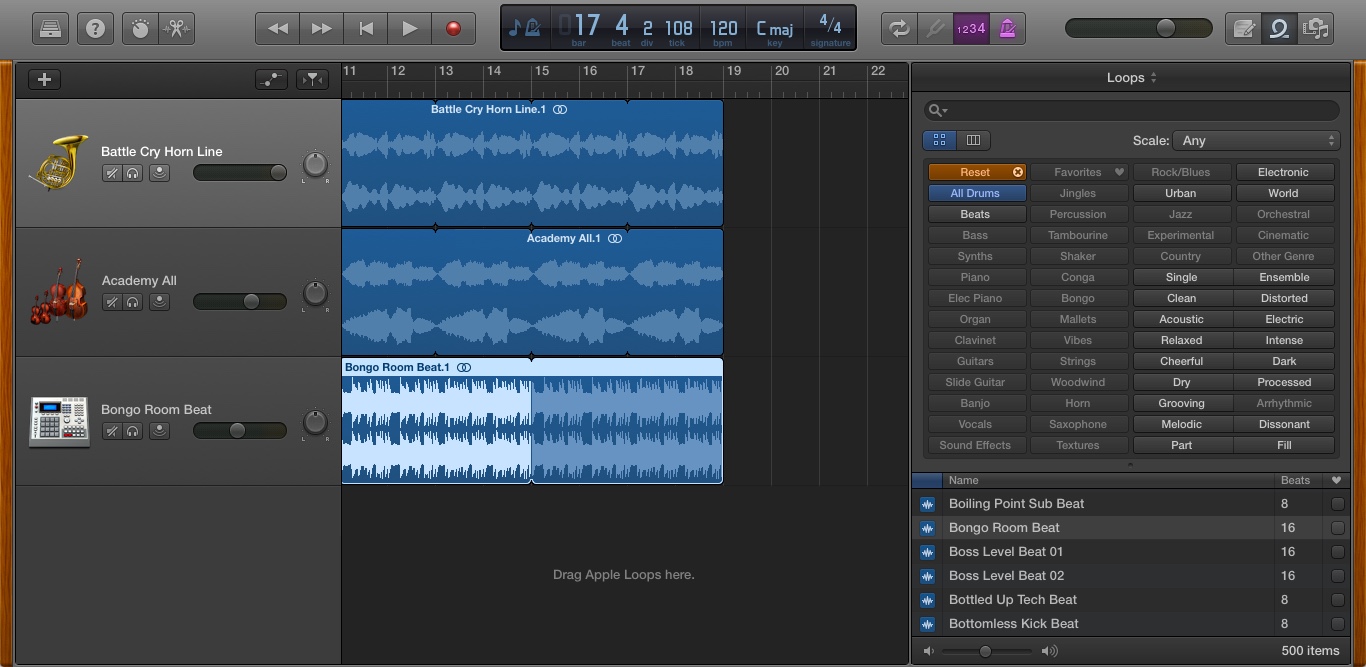 ? 17 4 2 108 120 C maj 4/4 1234
bar beat div tick bpm key signature
11 12 13 14 15 16 17 18 19 20 21 22
Loops
Battle Cry Horn Line.1
Battle Cry Horn Line
L R
Academy All.1
Academy All
L R
Bongo Room Beat.1
Bongo Room Beat
L R
Drag Apple Loops here.
Scale: Any
Reset Favorites Rock/Blues Electronic
All Drums Jingles Urban World
Beats Percussion Jazz Orchestral
Bass Tambourine Experimental Cinematic
Synths Shaker Country Other Genre
Piano Conga Single Ensemble
Elec Piano Bongo Clean Distorted
Organ Mallets Acoustic Electric
Clavinet Vibes Relaxed Intense
Guitars Strings Cheerful Dark
Slide Guitar Woodwind Dry Processed
Banjo Horn Grooving Arrhythmic
Vocals Saxophone Melodic Dissonant
Sound Effects Textures Part Fill
Name Beats
Boiling Point Sub Beat 8
Bongo Room Beat 16
Boss Level Beat 01 16
Boss Level Beat 02 16
Bottled Up Tech Beat 8
Bottomless Kick Beat 8
500 items